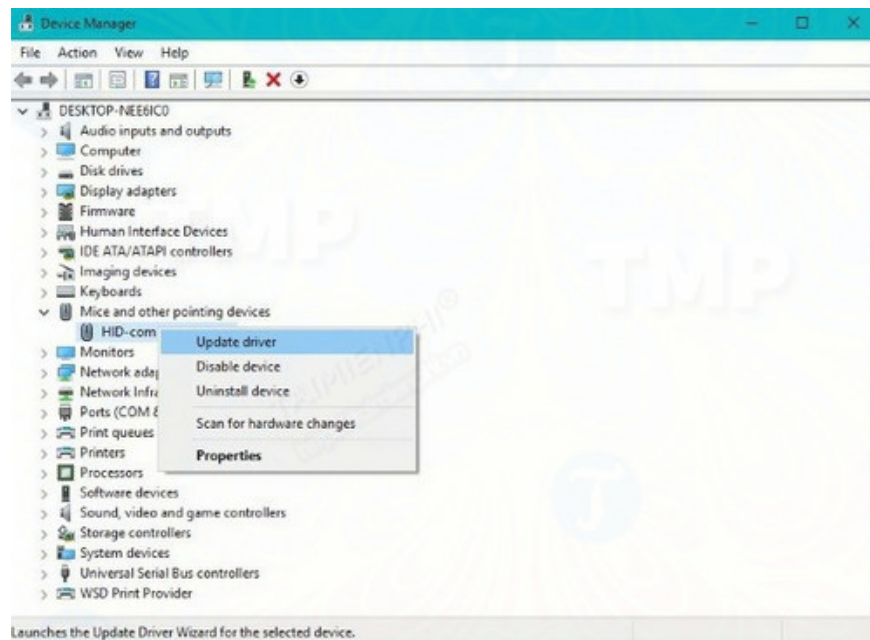 Device Manager
File Action View Help
DESKTOP-NEE6IC0
Audio inputs and outputs
Computer
Disk drives
Display adapters
Firmware
Human Interface Devices
IDE ATA/ATAPI controllers
Imaging devices
Keyboards
Mice and other pointing devices
HID-com
Update driver
Disable device
Uninstall device
Scan for hardware changes
Properties
Monitors
Network adap
Network Infra
Ports (COM &
Print queues
Printers
Processors
Software devices
Sound, video and game controllers
Storage controllers
System devices
Universal Serial Bus controllers
WSD Print Provider
Launches the Update Driver Wizard for the selected device.
TMP
TMP
T